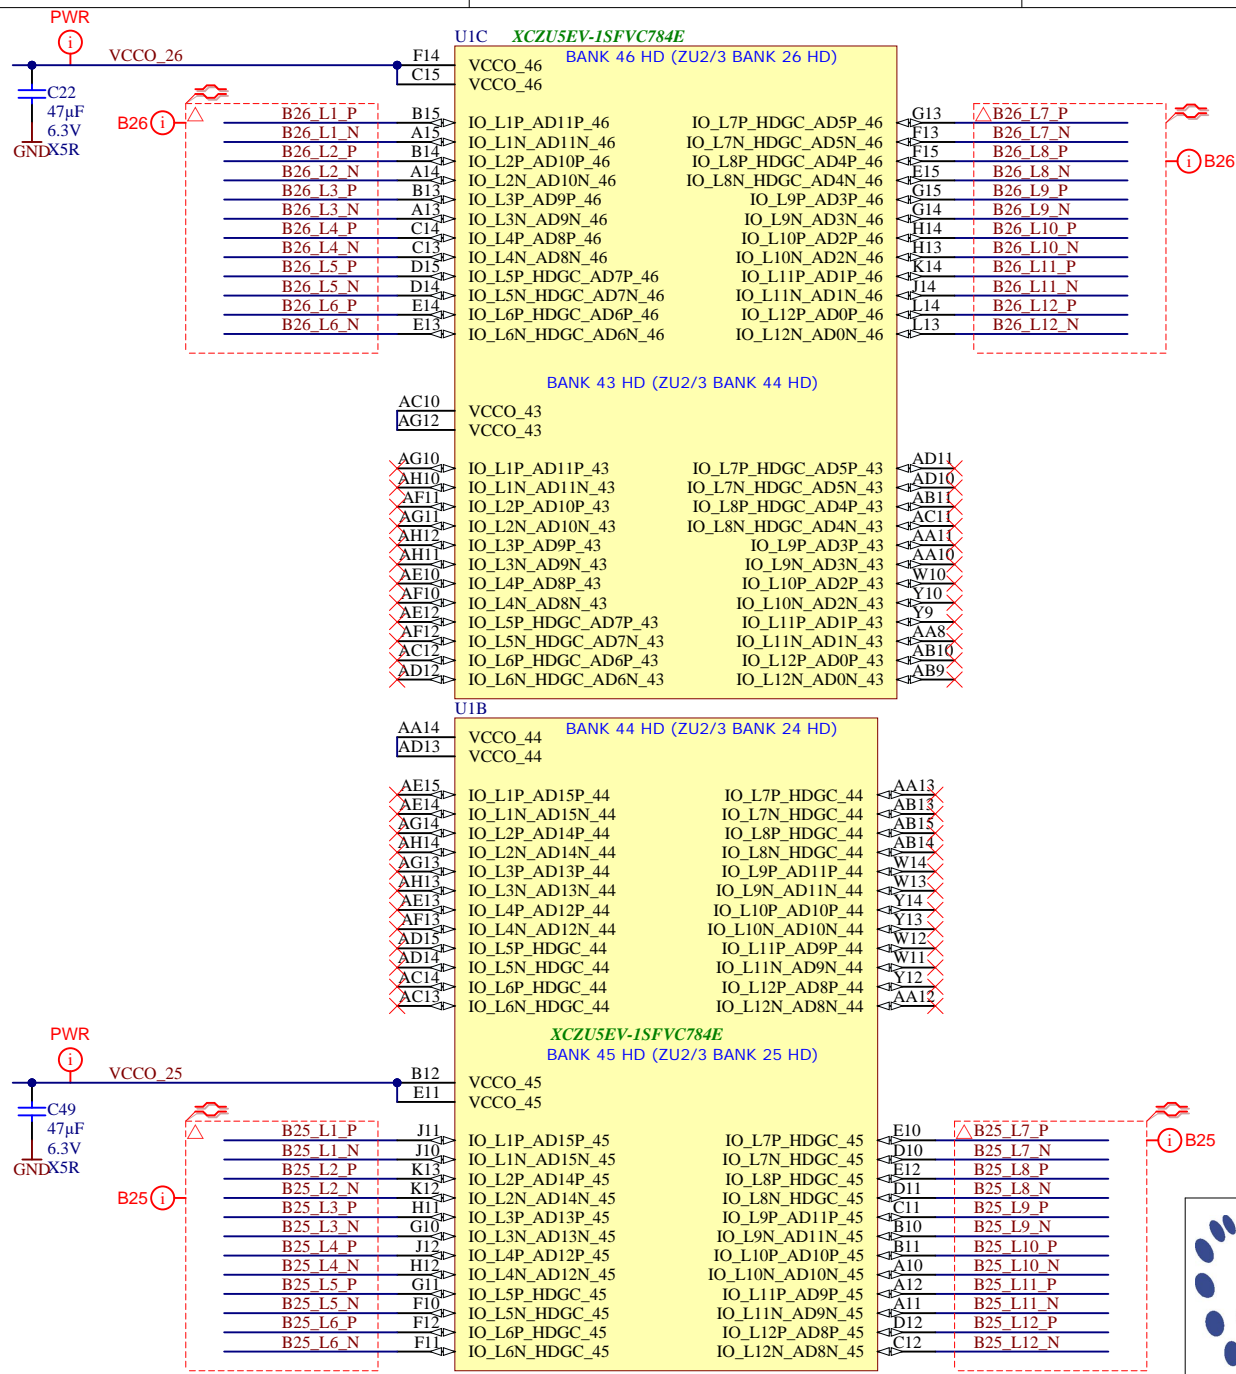 PWR
U1C XCZU5EV-1SFVC784E
VCCO_26 F14 VCCO_46 BANK 46 HD (ZU2/3 BANK 26 HD)
C15 VCCO_46
C22
47µF
6.3V
X5R
GND
B26
B26_L1_P B15 IO_L1P_AD11P_46 IO_L7P_HDGC_AD5P_46 G13 B26_L7_P
B26_L1_N A15 IO_L1N_AD11N_46 IO_L7N_HDGC_AD5N_46 F13 B26_L7_N
B26_L2_P B14 IO_L2P_AD10P_46 IO_L8P_HDGC_AD4P_46 F15 B26_L8_P
B26_L2_N A14 IO_L2N_AD10N_46 IO_L8N_HDGC_AD4N_46 E15 B26_L8_N
B26
B26_L3_P B13 IO_L3P_AD9P_46 IO_L9P_AD3P_46 G15 B26_L9_P
B26_L3_N A13 IO_L3N_AD9N_46 IO_L9N_AD3N_46 G14 B26_L9_N
B26_L4_P C14 IO_L4P_AD8P_46 IO_L10P_AD2P_46 H14 B26_L10_P
B26_L4_N C13 IO_L4N_AD8N_46 IO_L10N_AD2N_46 H13 B26_L10_N
B26_L5_P D15 IO_L5P_HDGC_AD7P_46 IO_L11P_AD1P_46 K14 B26_L11_P
B26_L5_N D14 IO_L5N_HDGC_AD7N_46 IO_L11N_AD1N_46 J14 B26_L11_N
B26_L6_P E14 IO_L6P_HDGC_AD6P_46 IO_L12P_AD0P_46 L14 B26_L12_P
B26_L6_N E13 IO_L6N_HDGC_AD6N_46 IO_L12N_AD0N_46 L13 B26_L12_N
BANK 43 HD (ZU2/3 BANK 44 HD)
AC10 VCCO_43
AG12 VCCO_43
AG10 IO_L1P_AD11P_43 IO_L7P_HDGC_AD5P_43 AD11
AH10 IO_L1N_AD11N_43 IO_L7N_HDGC_AD5N_43 AD10
AF11 IO_L2P_AD10P_43 IO_L8P_HDGC_AD4P_43 AB11
AG11 IO_L2N_AD10N_43 IO_L8N_HDGC_AD4N_43 AC11
AH12 IO_L3P_AD9P_43 IO_L9P_AD3P_43 AA11
AH11 IO_L3N_AD9N_43 IO_L9N_AD3N_43 AA10
AE10 IO_L4P_AD8P_43 IO_L10P_AD2P_43 W10
AF10 IO_L4N_AD8N_43 IO_L10N_AD2N_43 Y10
AE12 IO_L5P_HDGC_AD7P_43 IO_L11P_AD1P_43 Y9
AF12 IO_L5N_HDGC_AD7N_43 IO_L11N_AD1N_43 AA8
AC12 IO_L6P_HDGC_AD6P_43 IO_L12P_AD0P_43 AB10
AD12 IO_L6N_HDGC_AD6N_43 IO_L12N_AD0N_43 AB9
U1B
AA14 VCCO_44 BANK 44 HD (ZU2/3 BANK 24 HD)
AD13 VCCO_44
AE15 IO_L1P_AD15P_44 IO_L7P_HDGC_44 AA13
AE14 IO_L1N_AD15N_44 IO_L7N_HDGC_44 AB13
AG14 IO_L2P_AD14P_44 IO_L8P_HDGC_44 AB15
AH14 IO_L2N_AD14N_44 IO_L8N_HDGC_44 AB14
AG13 IO_L3P_AD13P_44 IO_L9P_AD11P_44 W14
AH13 IO_L3N_AD13N_44 IO_L9N_AD11N_44 W13
AE13 IO_L4P_AD12P_44 IO_L10P_AD10P_44 Y14
AF13 IO_L4N_AD12N_44 IO_L10N_AD10N_44 Y13
AD15 IO_L5P_HDGC_44 IO_L11P_AD9P_44 W12
AD14 IO_L5N_HDGC_44 IO_L11N_AD9N_44 W11
AC14 IO_L6P_HDGC_44 IO_L12P_AD8P_44 Y12
AC13 IO_L6N_HDGC_44 IO_L12N_AD8N_44 AA12
PWR
XCZU5EV-1SFVC784E
BANK 45 HD (ZU2/3 BANK 25 HD)
VCCO_25 B12 VCCO_45
E11 VCCO_45
C49
47µF
6.3V
X5R
GND
B25_L1_P J11 IO_L1P_AD15P_45 IO_L7P_HDGC_45 E10 B25_L7_P
B25
B25_L1_N J10 IO_L1N_AD15N_45 IO_L7N_HDGC_45 D10 B25_L7_N
B25_L2_P K13 IO_L2P_AD14P_45 IO_L8P_HDGC_45 E12 B25_L8_P
B25
B25_L2_N K12 IO_L2N_AD14N_45 IO_L8N_HDGC_45 D11 B25_L8_N
B25_L3_P H11 IO_L3P_AD13P_45 IO_L9P_AD11P_45 C11 B25_L9_P
B25_L3_N G10 IO_L3N_AD13N_45 IO_L9N_AD11N_45 B10 B25_L9_N
B25_L4_P J12 IO_L4P_AD12P_45 IO_L10P_AD10P_45 B11 B25_L10_P
B25_L4_N H12 IO_L4N_AD12N_45 IO_L10N_AD10N_45 A10 B25_L10_N
B25_L5_P G11 IO_L5P_HDGC_45 IO_L11P_AD9P_45 A12 B25_L11_P
B25_L5_N F10 IO_L5N_HDGC_45 IO_L11N_AD9N_45 A11 B25_L11_N
B25_L6_P F12 IO_L6P_HDGC_45 IO_L12P_AD8P_45 D12 B25_L12_P
B25_L6_N F11 IO_L6N_HDGC_45 IO_L12N_AD8N_45 C12 B25_L12_N